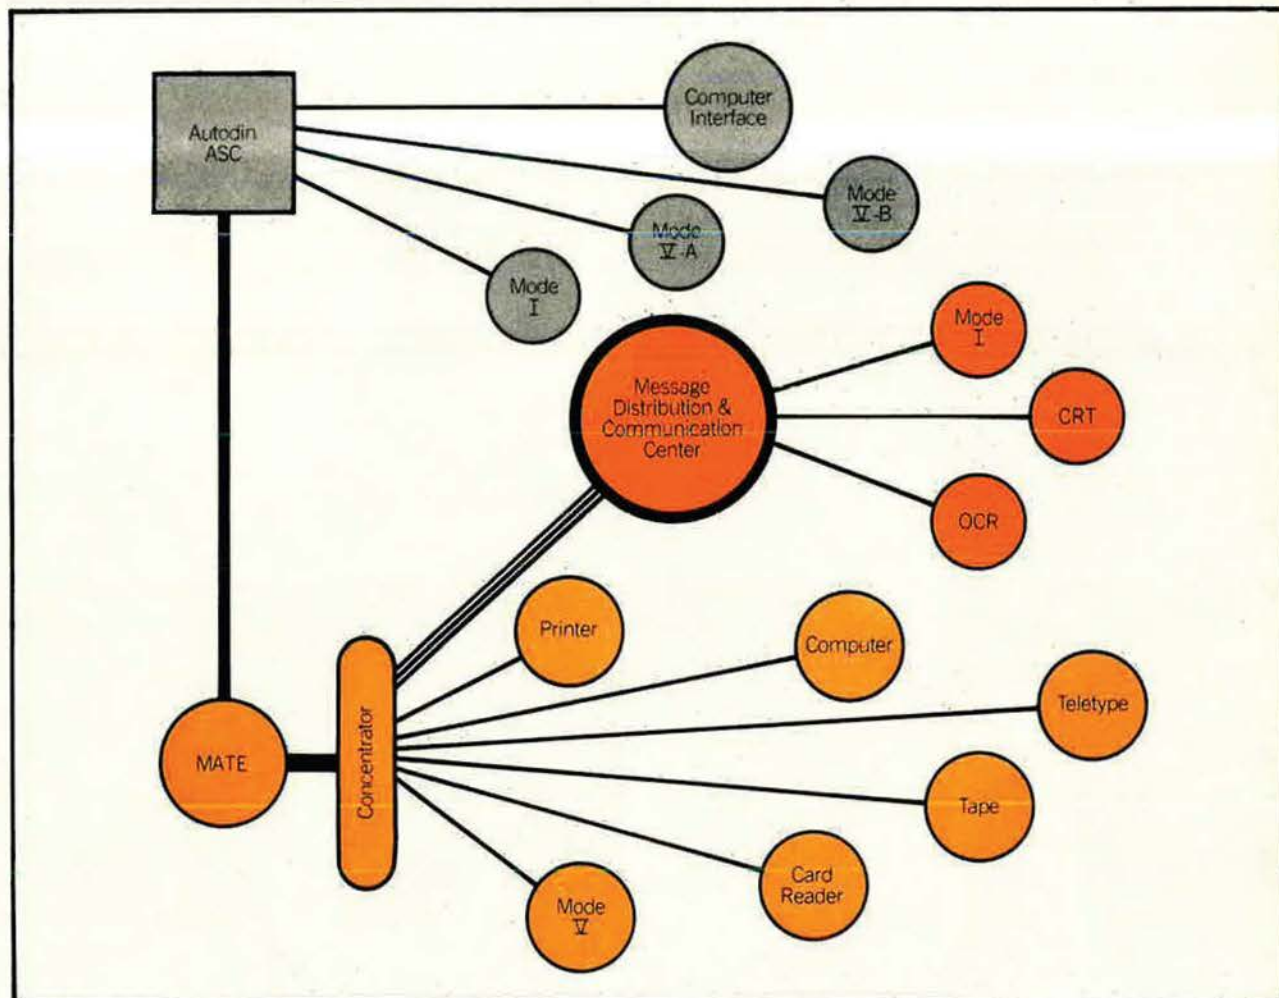 Autodin
ASC
Computer
Interface
Mode
V-B
Mode
V-A
Mode
I
Message
Distribution &
Communication
Center
Mode
I
CRT
OCR
Printer
Computer
Teletype
MATE
Concentrator
Tape
Card
Reader
Mode
V